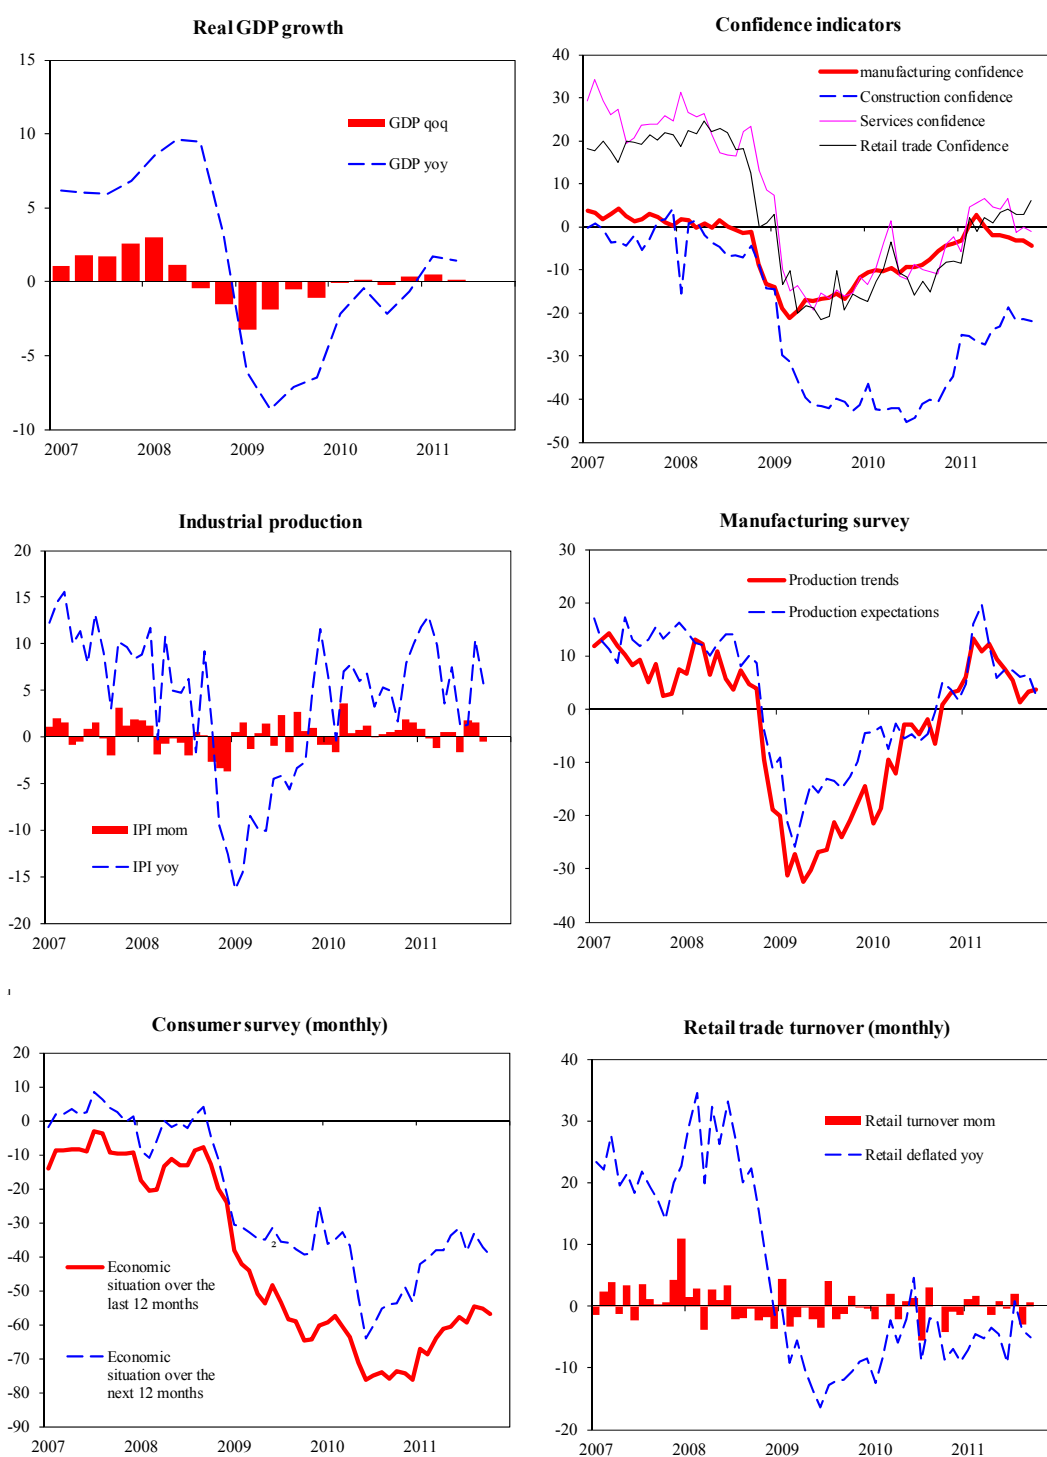 Real GDP growth
15
10
5
0
-5
-10
2007 2008 2009 2010 2011
GDP qoq
GDP yoy
Confidence indicators
40
30
20
10
0
-10
-20
-30
-40
-50
2007 2008 2009 2010 2011
manufacturing confidence
Construction confidence
Services confidence
Retail trade Confidence
Industrial production
20
15
10
5
0
-5
-10
-15
-20
2007 2008 2009 2010 2011
IPI mom
IPI yoy
Manufacturing survey
30
20
10
0
-10
-20
-30
-40
2007 2008 2009 2010 2011
Production trends
Production expectations
Consumer survey (monthly)
20
10
0
-10
-20
-30
-40
-50
-60
-70
-80
-90
2007 2008 2009 2010 2011
2
Economic
situation over the
last 12 months
Economic
situation over the
next 12 months
Retail trade turnover (monthly)
40
30
20
10
0
-10
-20
2007 2008 2009 2010 2011
Retail turnover mom
Retail deflated yoy